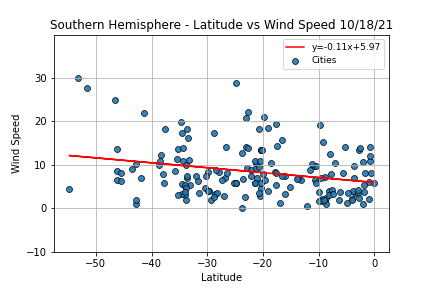 Southern Hemisphere - Latitude vs Wind Speed 10/18/21
y=-0.11x+5.97
Cities
30
20
10
0
−10
Wind Speed
−50
−40
−30
−20
−10
0
Latitude